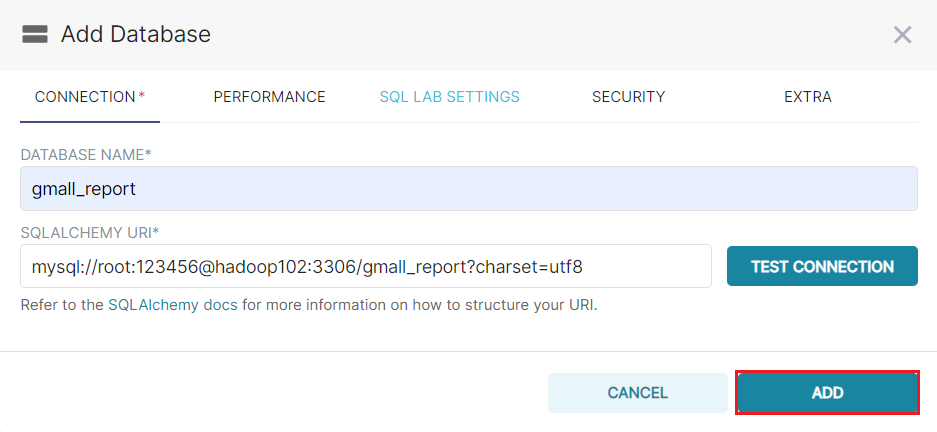 Add Database
CONNECTION* PERFORMANCE SQL LAB SETTINGS SECURITY EXTRA
DATABASE NAME*
gmall_report
SQLALCHEMY URI*
mysql://root:123456@hadoop102:3306/gmall_report?charset=utf8 TEST CONNECTION
Refer to the SQLAlchemy docs for more information on how to structure your URI.
CANCEL ADD